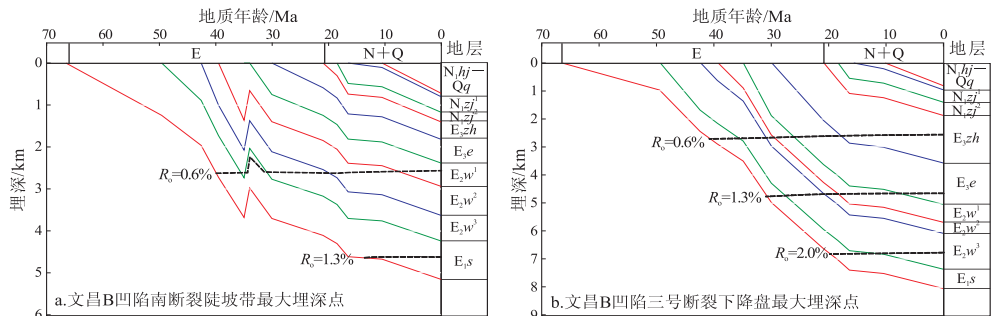 地质年龄/Ma
70 60 50 40 30 20 10 0
地层
E N+Q
0
1
2
3
4
5
6
埋深/km
N₁hj—
Qq
N₁zj¹
N₁zj²
E₃zh
E₃e
E₂w¹
E₂w²
E₂w³
E₁s
Rₒ=0.6%
Rₒ=1.3%
a.文昌B凹陷南断裂陡坡带最大埋深点
地质年龄/Ma
70 60 50 40 30 20 10 0
地层
E N+Q
0
1
2
3
4
5
6
7
8
9
埋深/km
N₁hj—
Qq
N₁zj¹
N₁zj²
E₃zh
E₃e
E₂w¹
E₂w²
E₂w³
E₁s
Rₒ=0.6%
Rₒ=1.3%
Rₒ=2.0%
b.文昌B凹陷三号断裂下降盘最大埋深点